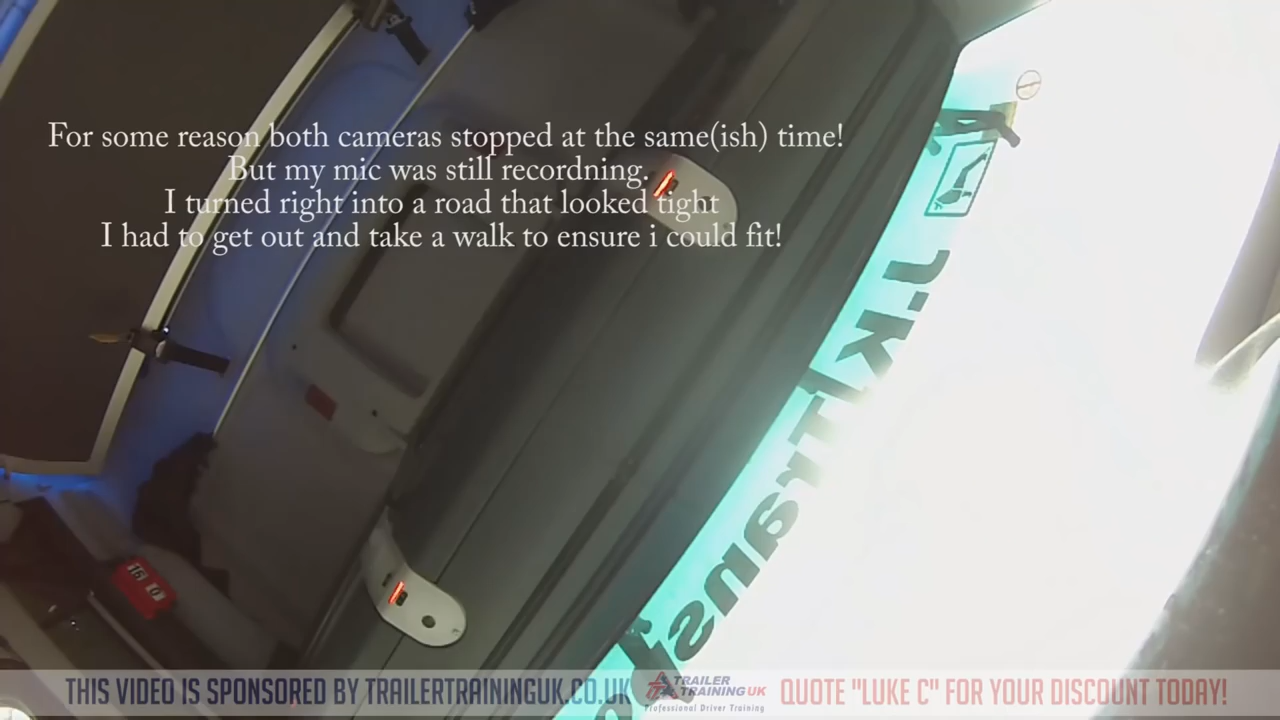 For some reason both cameras stopped at the same(ish) time!
But my mic was still recordning.
I turned right into a road that looked tight
I had to get out and take a walk to ensure i could fit!
THIS VIDEO IS SPONSORED BY TRAILERTRAININGUK.CO.UK
TRAILER
TRAINING UK
Professional Driver Training
QUOTE "LUKE C" FOR YOUR DISCOUNT TODAY!